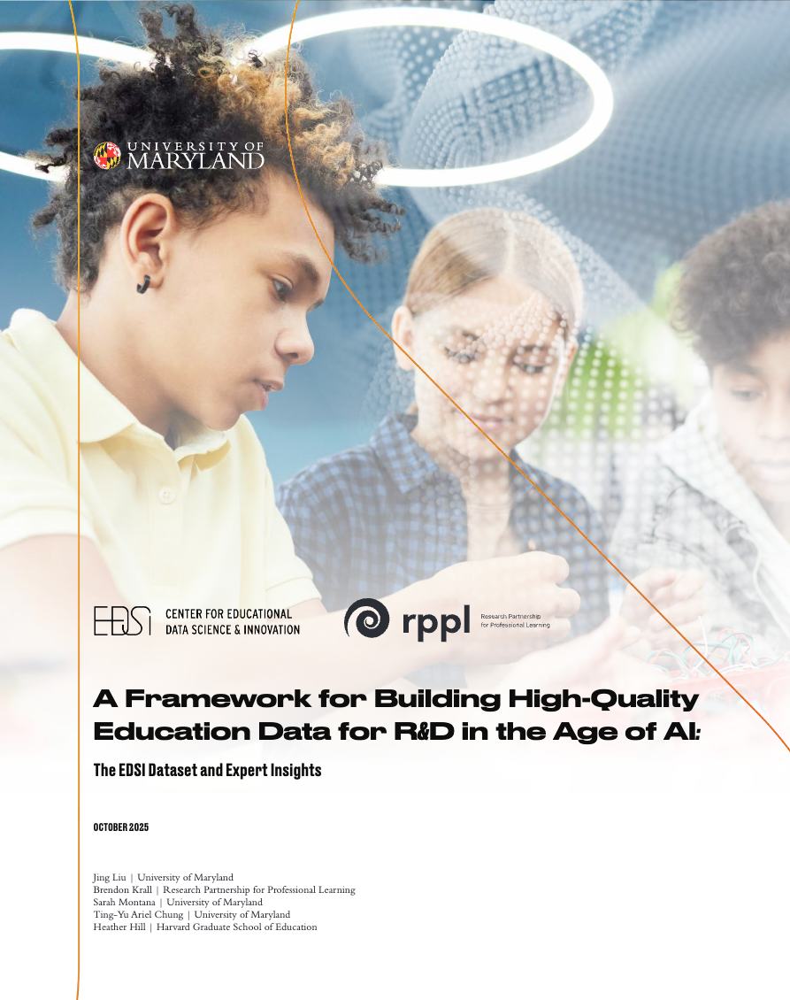 UNIVERSITY OF
MARYLAND
EDSI
CENTER FOR EDUCATIONAL
DATA SCIENCE & INNOVATION
rppl
Research Partnership
for Professional Learning
A Framework for Building High-Quality
Education Data for R&D in the Age of AI:
The EDSI Dataset and Expert Insights
OCTOBER 2025
Jing Liu | University of Maryland
Brendon Krall | Research Partnership for Professional Learning
Sarah Montana | University of Maryland
Ting-Yu Ariel Chung | University of Maryland
Heather Hill | Harvard Graduate School of Education